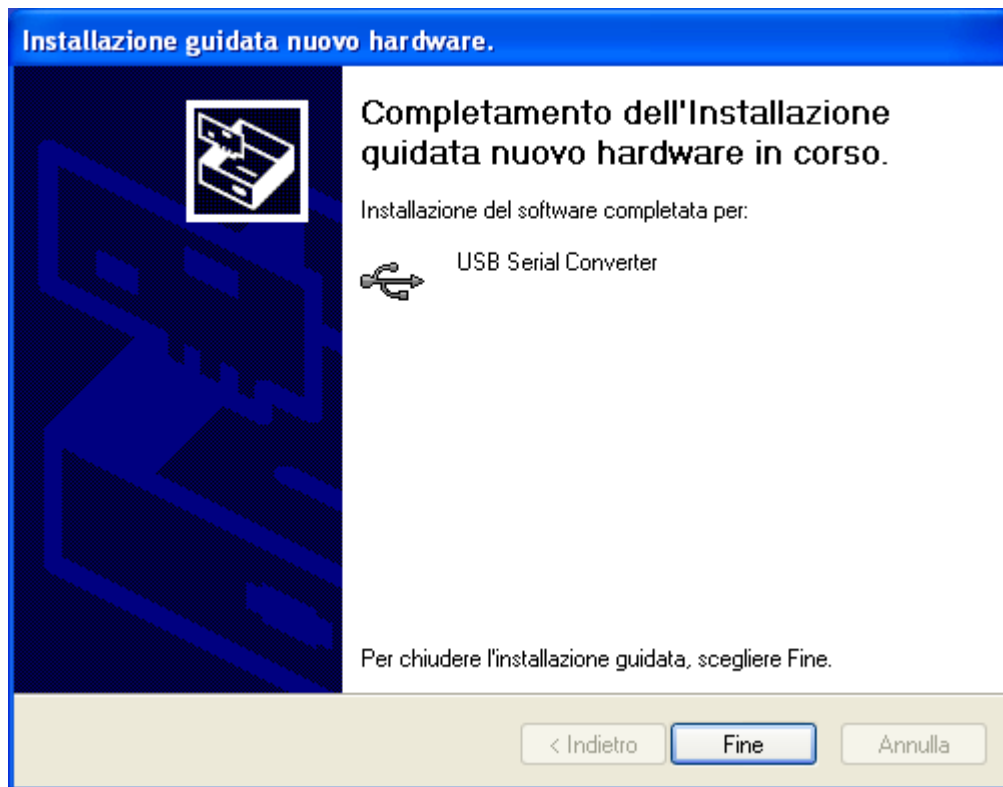 Installazione guidata nuovo hardware.
Completamento dell'Installazione
guidata nuovo hardware in corso.
Installazione del software completata per:
USB Serial Converter
Per chiudere l'installazione guidata, scegliere Fine.
< Indietro
Fine
Annulla